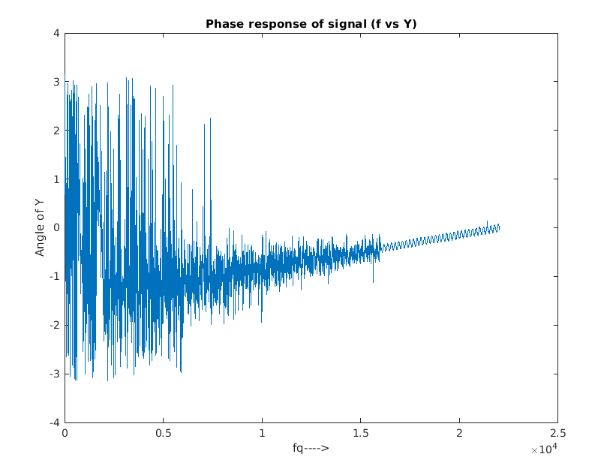 Phase response of signal (f vs Y)
4
3
2
1
0
-1
-2
-3
-4
Angle of Y
0 0.5 1 1.5 2 2.5
fq---->
×10⁴